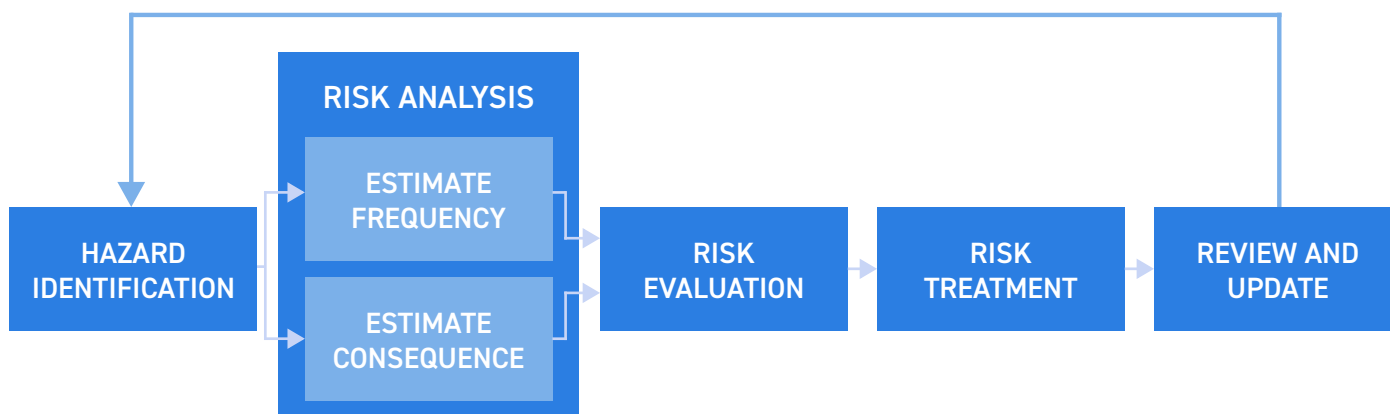 RISK ANALYSIS
ESTIMATE
FREQUENCY
ESTIMATE
CONSEQUENCE
HAZARD
IDENTIFICATION
RISK
EVALUATION
RISK
TREATMENT
REVIEW AND
UPDATE